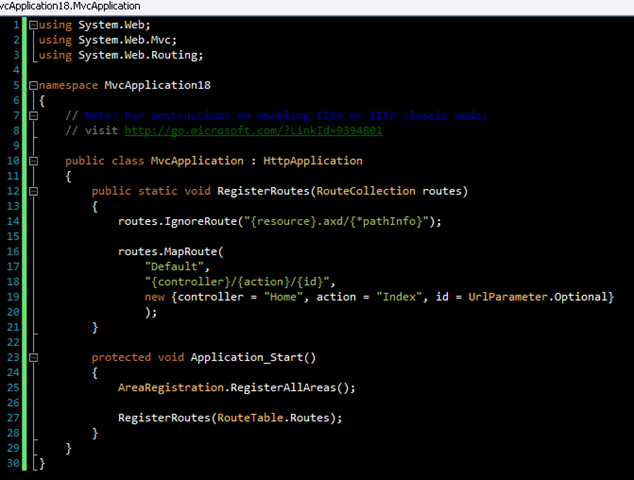 vcApplication18.MvcApplication
1 using System.Web;
2 using System.Web.Mvc;
3 using System.Web.Routing;
4
5 namespace MvcApplication18
6 {
7 // Note: For instructions on enabling IIS6 or IIS7 classic mode,
8 // visit http://go.microsoft.com/?LinkId=9394801
9
10 public class MvcApplication : HttpApplication
11 {
12 public static void RegisterRoutes(RouteCollection routes)
13 {
14 routes.IgnoreRoute("{resource}.axd/{*pathInfo}");
15
16 routes.MapRoute(
17 "Default",
18 "{controller}/{action}/{id}",
19 new {controller = "Home", action = "Index", id = UrlParameter.Optional}
20 );
21 }
22
23 protected void Application_Start()
24 {
25 AreaRegistration.RegisterAllAreas();
26
27 RegisterRoutes(RouteTable.Routes);
28 }
29 }
30 }